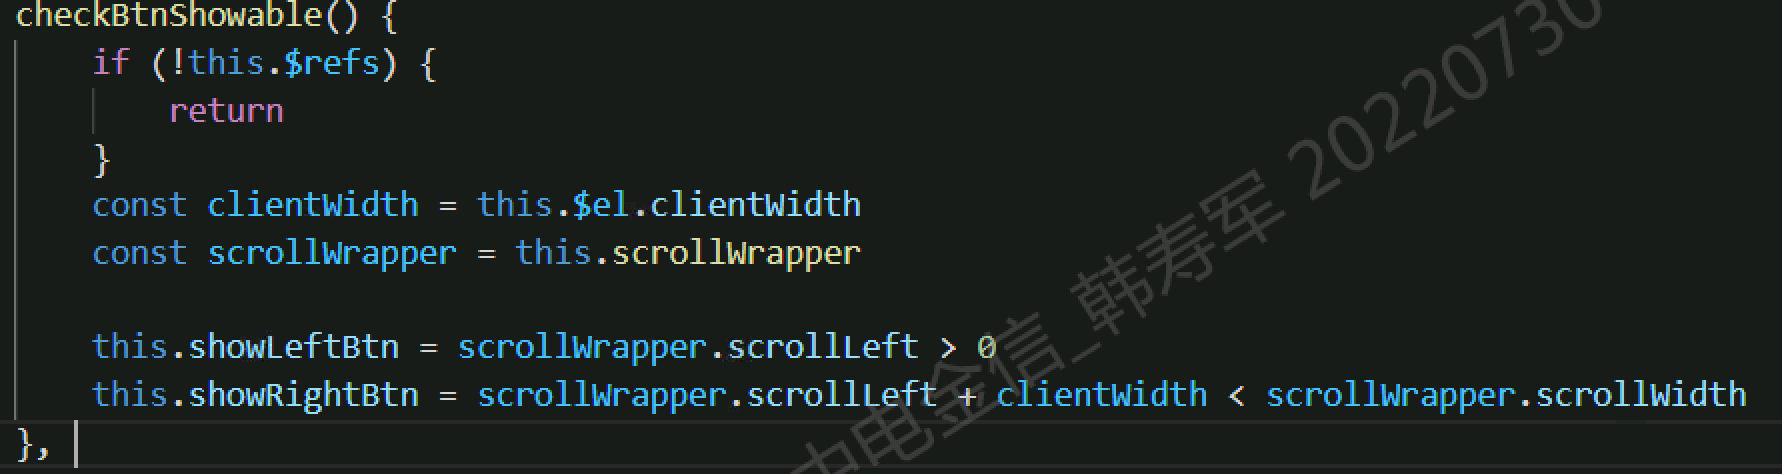 checkBtnShowable() {
if (!this.$refs) {
return
}
const clientWidth = this.$el.clientWidth
const scrollWrapper = this.scrollWrapper
this.showLeftBtn = scrollWrapper.scrollLeft > 0
this.showRightBtn = scrollWrapper.scrollLeft + clientWidth < scrollWrapper.scrollWidth
},
中电金信_韩寿军 20220730